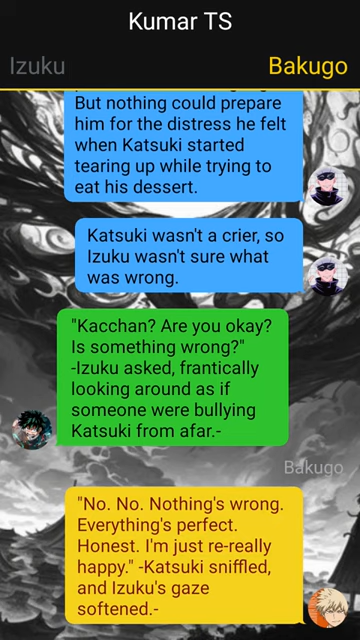 Kumar TS
Izuku
Bakugo
But nothing could prepare
him for the distress he felt
when Katsuki started
tearing up while trying to
eat his dessert.
Katsuki wasn't a crier, so
Izuku wasn't sure what
was wrong.
"Kacchan? Are you okay?
Is something wrong?"
-Izuku asked, frantically
looking around as if
someone were bullying
Katsuki from afar.-
Bakugo
"No. No. Nothing's wrong.
Everything's perfect.
Honest. I'm just re-really
happy." -Katsuki sniffled,
and Izuku's gaze
softened.-